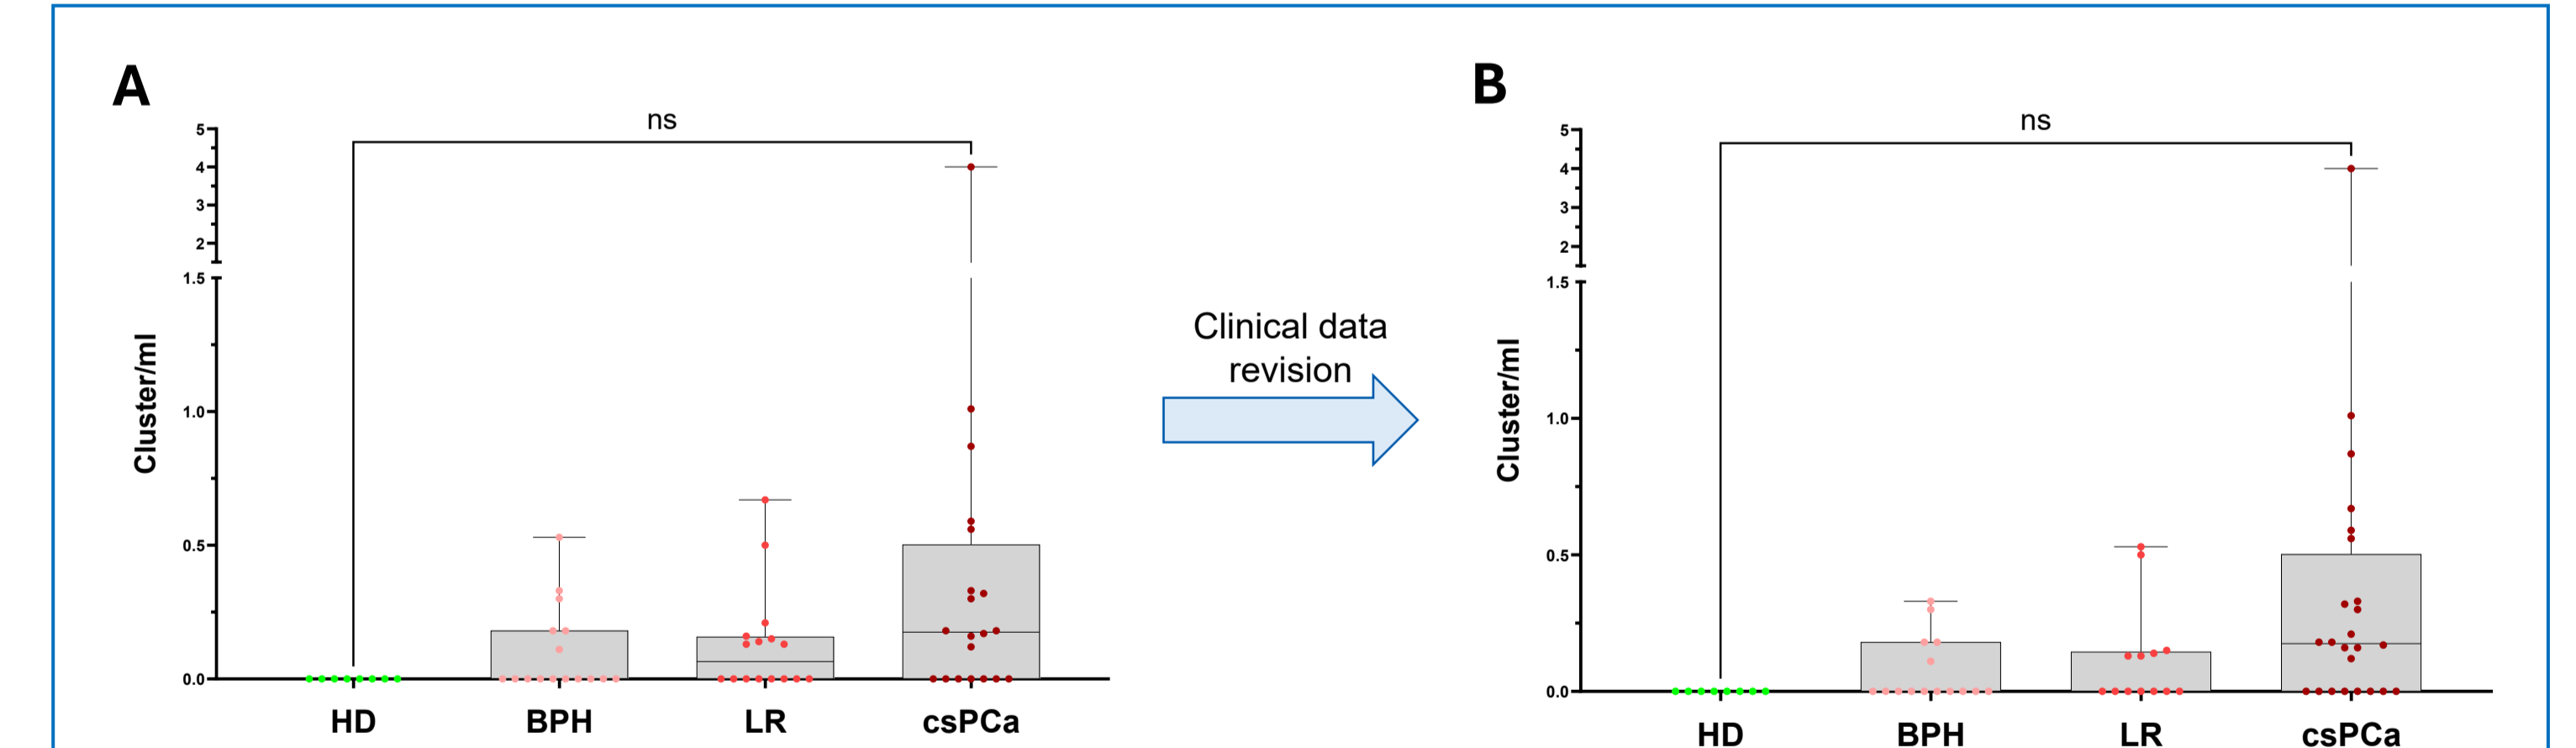 A
ns
5
4
3
2
1.5
1.0
0.5
0.0
Cluster/ml
HD BPH LR csPCa
Clinical data
revision
B
ns
5
4
3
2
1.5
1.0
0.5
0.0
Cluster/ml
HD BPH LR csPCa